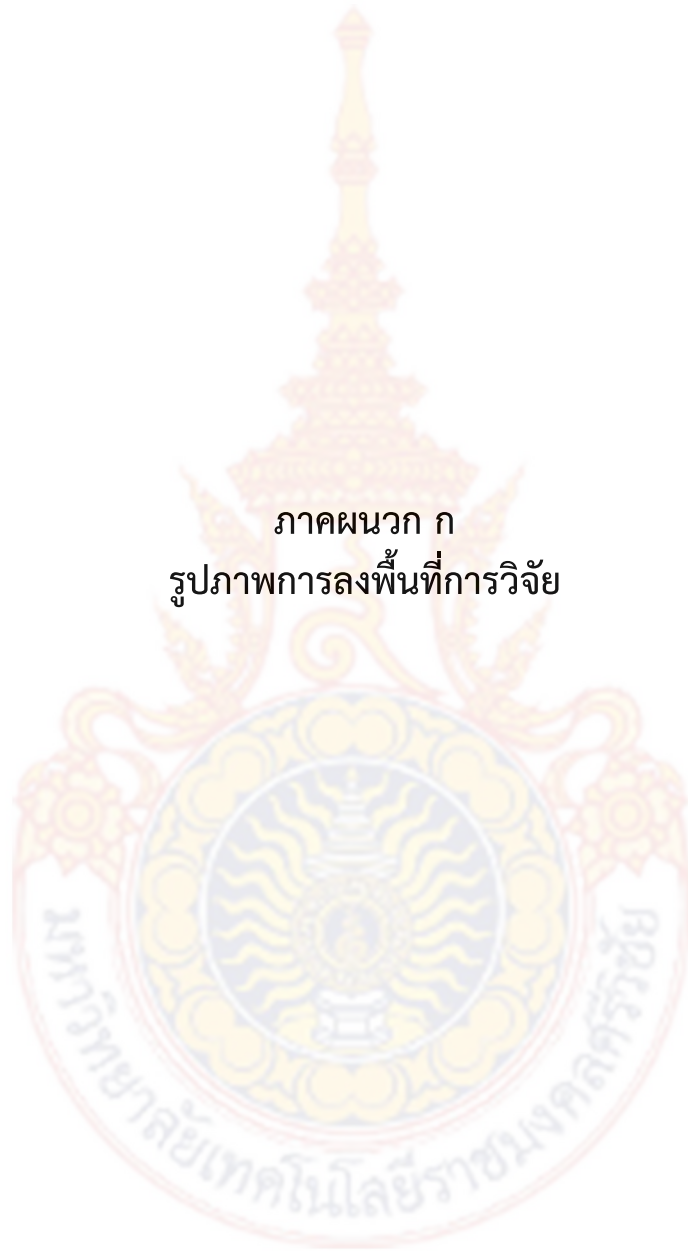 ภาคผนวก ก
รูปภาพการลงพื้นที่การวิจัย
มหาวิทยาลัยเทคโนโลยีราชมงคลศรีวิชัย